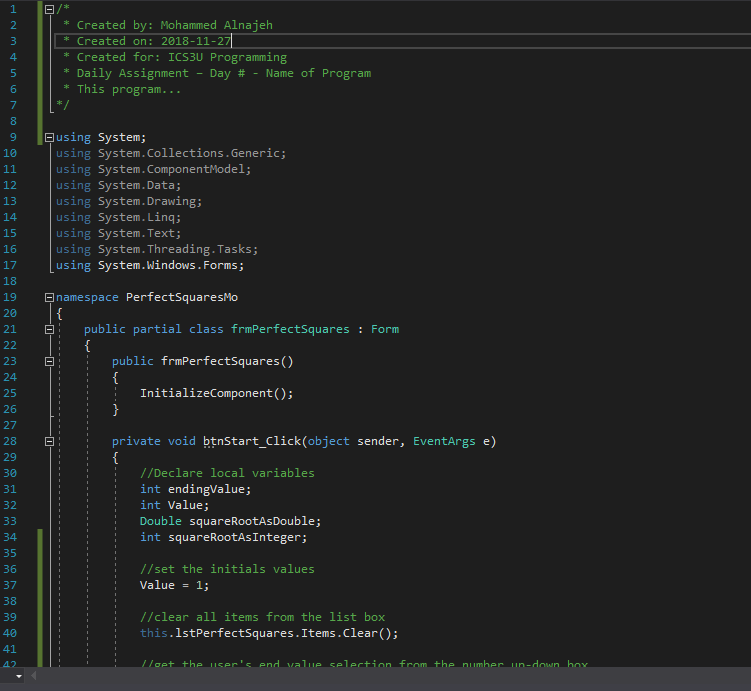 1 /*
2 * Created by: Mohammed Alnajeh
3 * Created on: 2018-11-27
4 * Created for: ICS3U Programming
5 * Daily Assignment – Day # - Name of Program
6 * This program...
7 */
8
9 using System;
10 using System.Collections.Generic;
11 using System.ComponentModel;
12 using System.Data;
13 using System.Drawing;
14 using System.Linq;
15 using System.Text;
16 using System.Threading.Tasks;
17 using System.Windows.Forms;
18
19 namespace PerfectSquaresMo
20 {
21 public partial class frmPerfectSquares : Form
22 {
23 public frmPerfectSquares()
24 {
25 InitializeComponent();
26 }
27
28 private void btnStart_Click(object sender, EventArgs e)
29 {
30 //Declare local variables
31 int endingValue;
32 int Value;
33 Double squareRootAsDouble;
34 int squareRootAsInteger;
35
36 //set the initials values
37 Value = 1;
38
39 //clear all items from the list box
40 this.lstPerfectSquares.Items.Clear();
41
42 //get the user's end value selection from the number up-down box